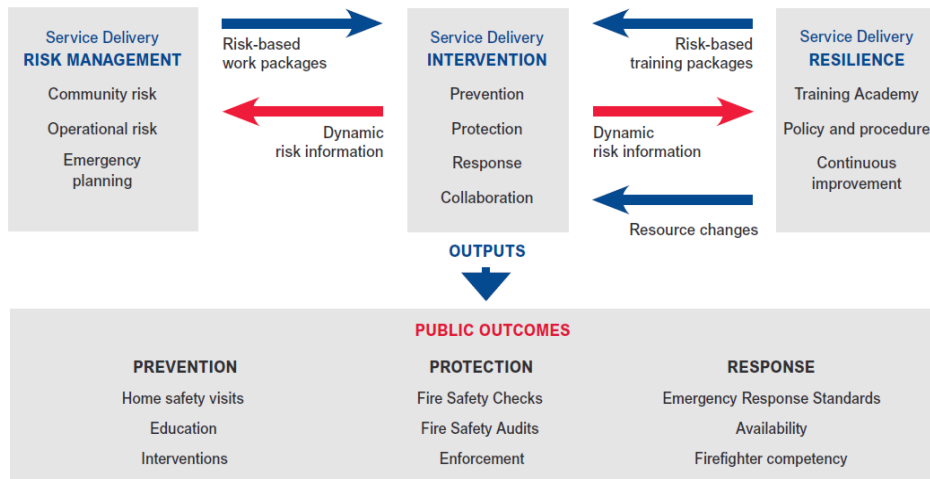 Service Delivery
RISK MANAGEMENT
Community risk
Operational risk
Emergency
planning
Risk-based
work packages
Dynamic
risk information
Service Delivery
INTERVENTION
Prevention
Protection
Response
Collaboration
Risk-based
training packages
Dynamic
risk information
Resource changes
Service Delivery
RESILIENCE
Training Academy
Policy and procedure
Continuous
improvement
OUTPUTS
PUBLIC OUTCOMES
PREVENTION
Home safety visits
Education
Interventions
PROTECTION
Fire Safety Checks
Fire Safety Audits
Enforcement
RESPONSE
Emergency Response Standards
Availability
Firefighter competency